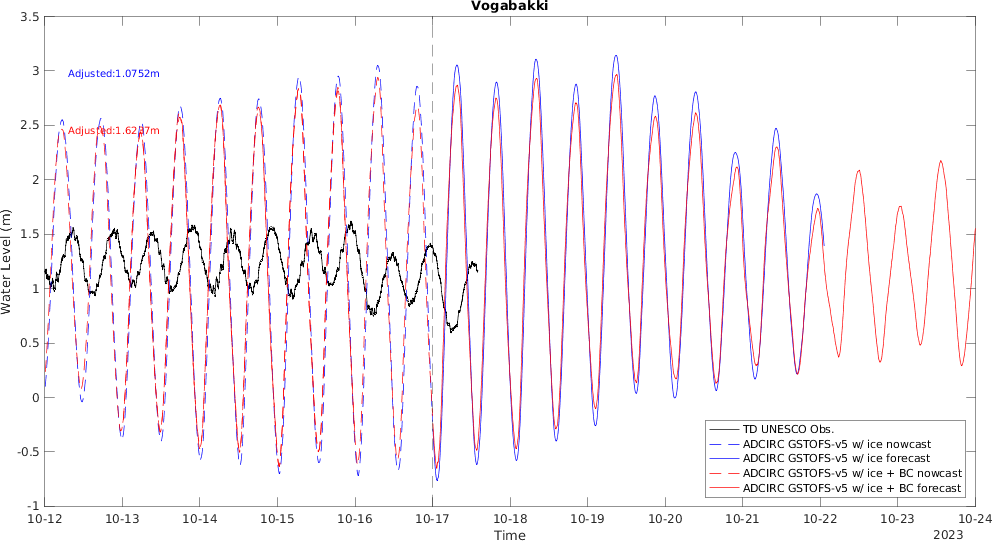 Vogabakki
3.5
3
2.5
2
1.5
1
0.5
0
-0.5
-1
Water Level (m)
Adjusted:1.0752m
10-12
10-13
10-14
10-15
10-16
10-17
10-18
10-19
10-20
10-21
10-22
10-23
10-24
2023
Time
TD UNESCO Obs.
ADCIRC GSTOFS-v5 w/ ice nowcast
ADCIRC GSTOFS-v5 w/ ice forecast
ADCIRC GSTOFS-v5 w/ ice + BC nowcast
ADCIRC GSTOFS-v5 w/ ice + BC forecast